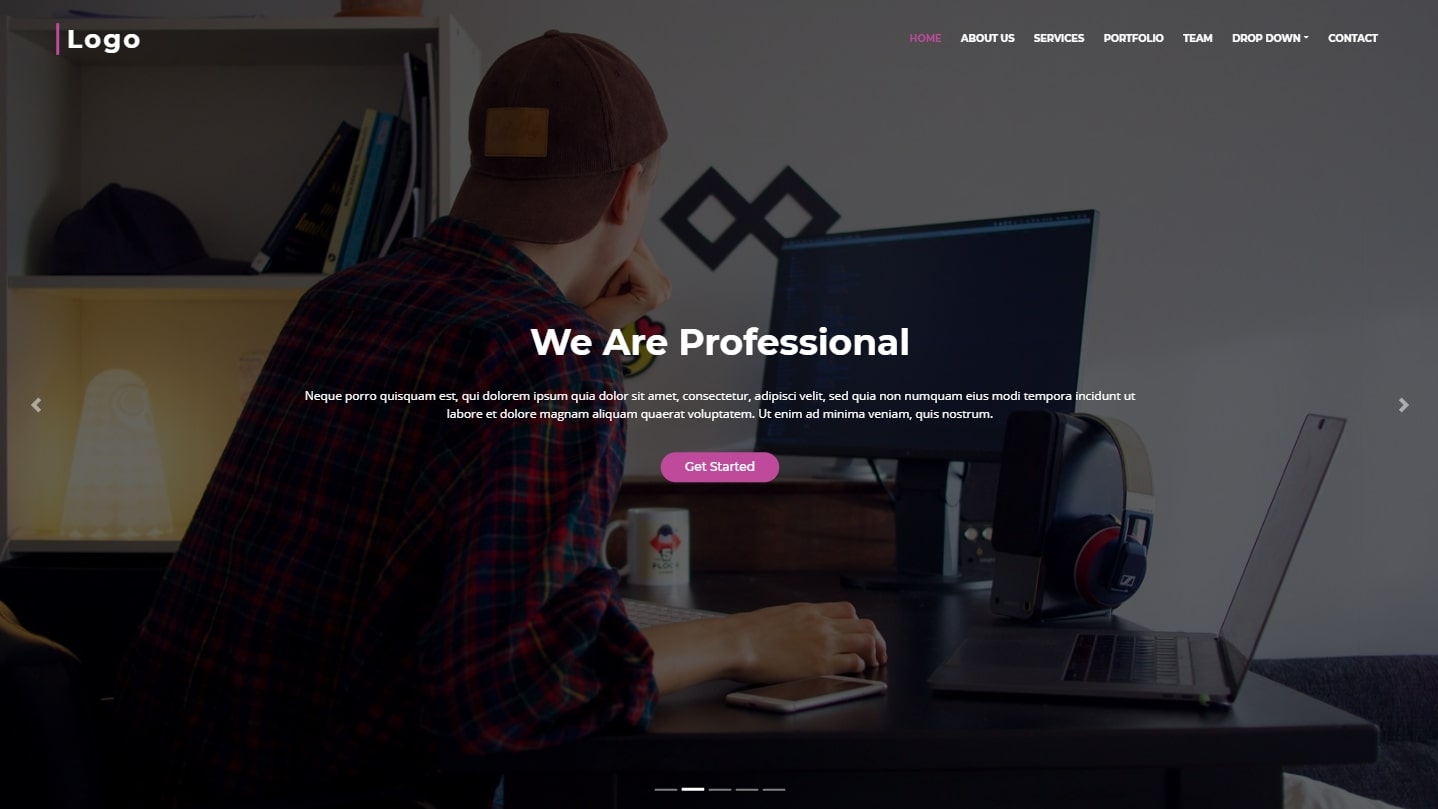 Logo
HOME ABOUT US SERVICES PORTFOLIO TEAM DROP DOWN CONTACT
We Are Professional
Neque porro quisquam est, qui dolorem ipsum quia dolor sit amet, consectetur, adipisci velit, sed quia non numquam eius modi tempora incidunt ut
labore et dolore magnam aliquam quaerat voluptatem. Ut enim ad minima veniam, quis nostrum.
Get Started